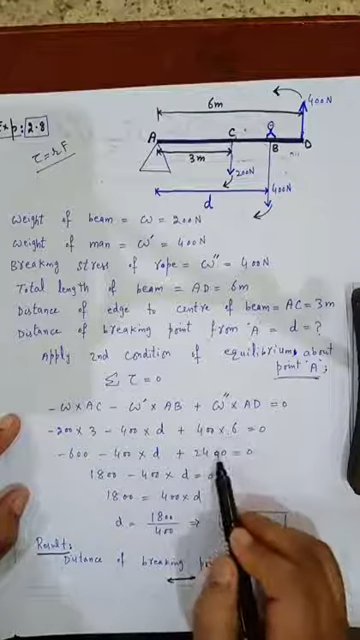 Exp: 2.8
τ = rF
6m
400N
A
C
B
D
3m
200N
d
400N
Weight of beam = W = 200N
Weight of man = W' = 400N
Breaking stress of rope = W'' = 400N
Total length of beam = AD = 6m
Distance of edge to centre of beam = AC = 3m
Distance of breaking point from 'A' = d = ?
Apply 2nd condition of equilibrium, about point 'A';
Σ τ = 0
- W × AC - W' × AB + W'' × AD = 0
- 200 × 3 - 400 × d + 400 × 6 = 0
- 600 - 400 × d + 2400 = 0
1800 - 400 × d = 0
1800 = 400 × d
d = 1800/400 ⇒
Result:
Distance of breaking